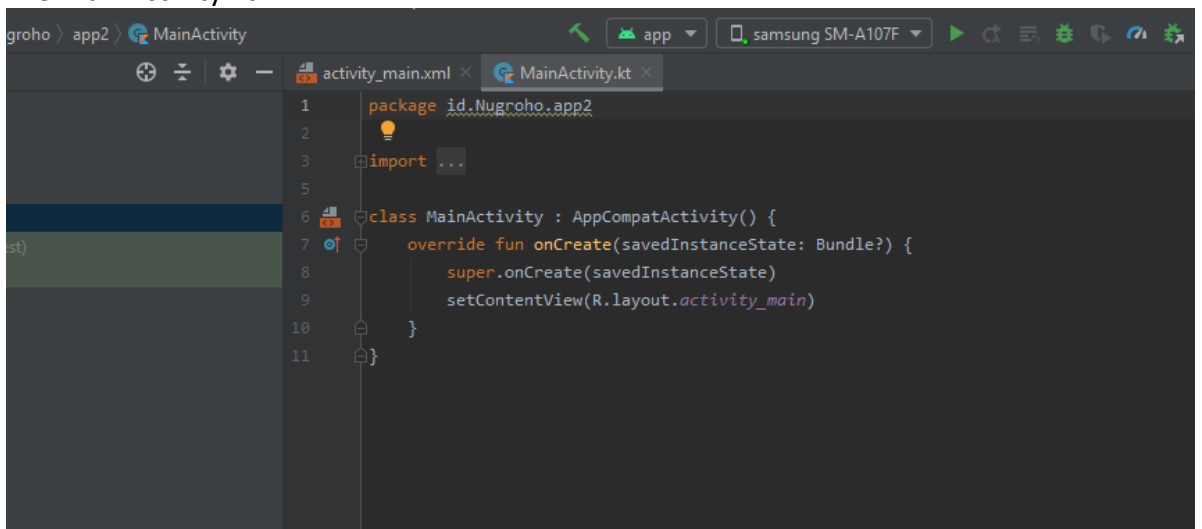 groho 〉 app2 〉 MainActivity
app
samsung SM-A107F
activity_main.xml
MainActivity.kt
est)
1 package id.Nugroho.app2
2
3 import ...
5
6 class MainActivity : AppCompatActivity() {
7 override fun onCreate(savedInstanceState: Bundle?) {
8 super.onCreate(savedInstanceState)
9 setContentView(R.layout.activity_main)
10 }
11 }